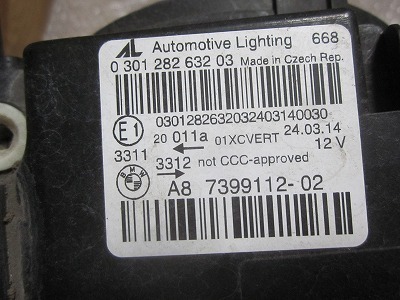 AL Automotive Lighting 668
0 301 282 632 03 Made in Czech Rep.
0301282632032403140030
E1 20 011a 01XCVERT 24.03.14
3311 12 V
3312 not CCC-approved
BMW A8 7399112-02